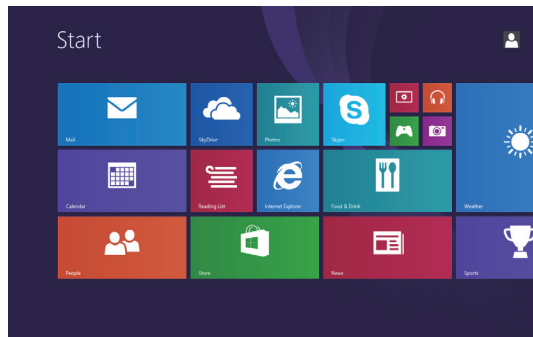 Start
Mail
SkyDrive
Photos
Skype
Calendar
Reading List
Internet Explorer
Food & Drink
Weather
People
Store
News
Sports